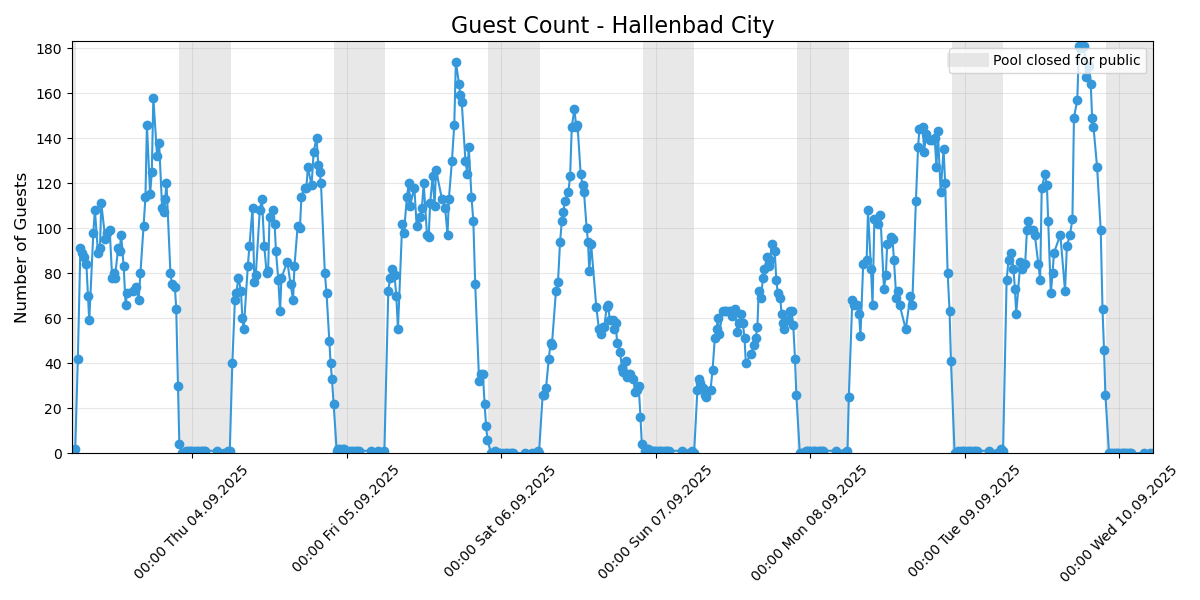 Guest Count - Hallenbad City
Pool closed for public
Number of Guests
180
160
140
120
100
80
60
40
20
0
00:00 Thu 04.09.2025
00:00 Fri 05.09.2025
00:00 Sat 06.09.2025
00:00 Sun 07.09.2025
00:00 Mon 08.09.2025
00:00 Tue 09.09.2025
00:00 Wed 10.09.2025